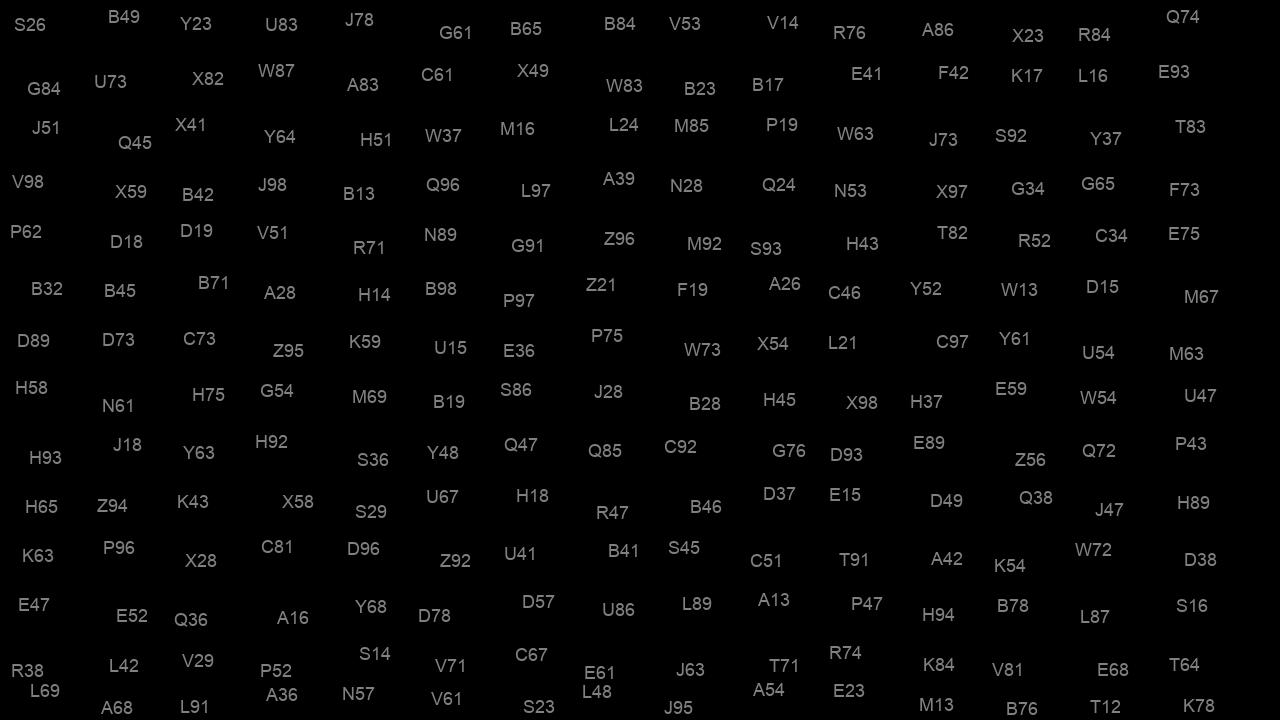 S26 B49 Y23 U83 J78 G61 B65 B84 V53 V14 R76 A86 X23 R84 Q74
G84 U73 X82 W87 A83 C61 X49 W83 B23 B17 E41 F42 K17 L16 E93
J51 Q45 X41 Y64 H51 W37 M16 L24 M85 P19 W63 J73 S92 Y37 T83
V98 X59 B42 J98 B13 Q96 L97 A39 N28 Q24 N53 X97 G34 G65 F73
P62 D18 D19 V51 R71 N89 G91 Z96 M92 S93 H43 T82 R52 C34 E75
B32 B45 B71 A28 H14 B98 P97 Z21 F19 A26 C46 Y52 W13 D15 M67
D89 D73 C73 Z95 K59 U15 E36 P75 W73 X54 L21 C97 Y61 U54 M63
H58 N61 H75 G54 M69 B19 S86 J28 B28 H45 X98 H37 E59 W54 U47
H93 J18 Y63 H92 S36 Y48 Q47 Q85 C92 G76 D93 E89 Z56 Q72 P43
H65 Z94 K43 X58 S29 U67 H18 R47 B46 D37 E15 D49 Q38 J47 H89
K63 P96 X28 C81 D96 Z92 U41 B41 S45 C51 T91 A42 K54 W72 D38
E47 E52 Q36 A16 Y68 D78 D57 U86 L89 A13 P47 H94 B78 L87 S16
R38 L42 V29 P52 S14 V71 C67 E61 J63 T71 R74 K84 V81 E68 T64
L69 A68 L91 A36 N57 V61 S23 L48 J95 A54 E23 M13 B76 T12 K78